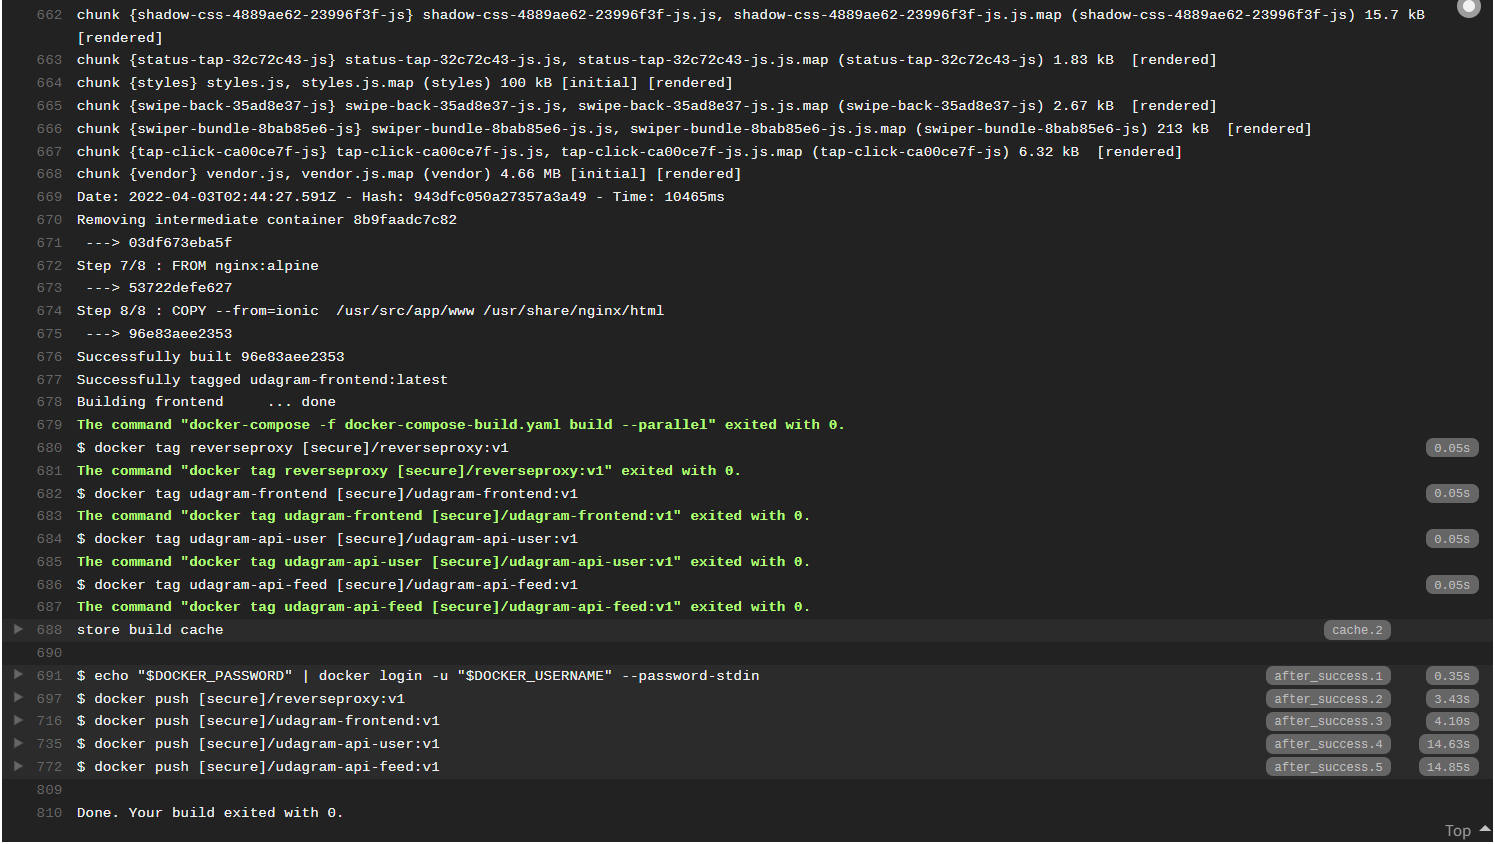 662 chunk {shadow-css-4889ae62-23996f3f-js} shadow-css-4889ae62-23996f3f-js.js, shadow-css-4889ae62-23996f3f-js.js.map (shadow-css-4889ae62-23996f3f-js) 15.7 kB
[rendered]
663 chunk {status-tap-32c72c43-js} status-tap-32c72c43-js.js, status-tap-32c72c43-js.js.map (status-tap-32c72c43-js) 1.83 kB  [rendered]
664 chunk {styles} styles.js, styles.js.map (styles) 100 kB [initial] [rendered]
665 chunk {swipe-back-35ad8e37-js} swipe-back-35ad8e37-js.js, swipe-back-35ad8e37-js.js.map (swipe-back-35ad8e37-js) 2.67 kB  [rendered]
666 chunk {swiper-bundle-8bab85e6-js} swiper-bundle-8bab85e6-js.js, swiper-bundle-8bab85e6-js.js.map (swiper-bundle-8bab85e6-js) 213 kB  [rendered]
667 chunk {tap-click-ca00ce7f-js} tap-click-ca00ce7f-js.js, tap-click-ca00ce7f-js.js.map (tap-click-ca00ce7f-js) 6.32 kB  [rendered]
668 chunk {vendor} vendor.js, vendor.js.map (vendor) 4.66 MB [initial] [rendered]
669 Date: 2022-04-03T02:44:27.591Z - Hash: 943dfc050a27357a3a49 - Time: 10465ms
670 Removing intermediate container 8b9faadc7c82
671  ---> 03df673eba5f
672 Step 7/8 : FROM nginx:alpine
673  ---> 53722defe627
674 Step 8/8 : COPY --from=ionic  /usr/src/app/www /usr/share/nginx/html
675  ---> 96e83aee2353
676 Successfully built 96e83aee2353
677 Successfully tagged udagram-frontend:latest
678 Building frontend     ... done
679 The command "docker-compose -f docker-compose-build.yaml build --parallel" exited with 0.
680 $ docker tag reverseproxy [secure]/reverseproxy:v1 0.05s
681 The command "docker tag reverseproxy [secure]/reverseproxy:v1" exited with 0.
682 $ docker tag udagram-frontend [secure]/udagram-frontend:v1 0.05s
683 The command "docker tag udagram-frontend [secure]/udagram-frontend:v1" exited with 0.
684 $ docker tag udagram-api-user [secure]/udagram-api-user:v1 0.05s
685 The command "docker tag udagram-api-user [secure]/udagram-api-user:v1" exited with 0.
686 $ docker tag udagram-api-feed [secure]/udagram-api-feed:v1 0.05s
687 The command "docker tag udagram-api-feed [secure]/udagram-api-feed:v1" exited with 0.
688 store build cache cache.2
690
691 $ echo "$DOCKER_PASSWORD" | docker login -u "$DOCKER_USERNAME" --password-stdin after_success.1 0.35s
697 $ docker push [secure]/reverseproxy:v1 after_success.2 3.43s
716 $ docker push [secure]/udagram-frontend:v1 after_success.3 4.10s
735 $ docker push [secure]/udagram-api-user:v1 after_success.4 14.63s
772 $ docker push [secure]/udagram-api-feed:v1 after_success.5 14.85s
809
810 Done. Your build exited with 0.
Top